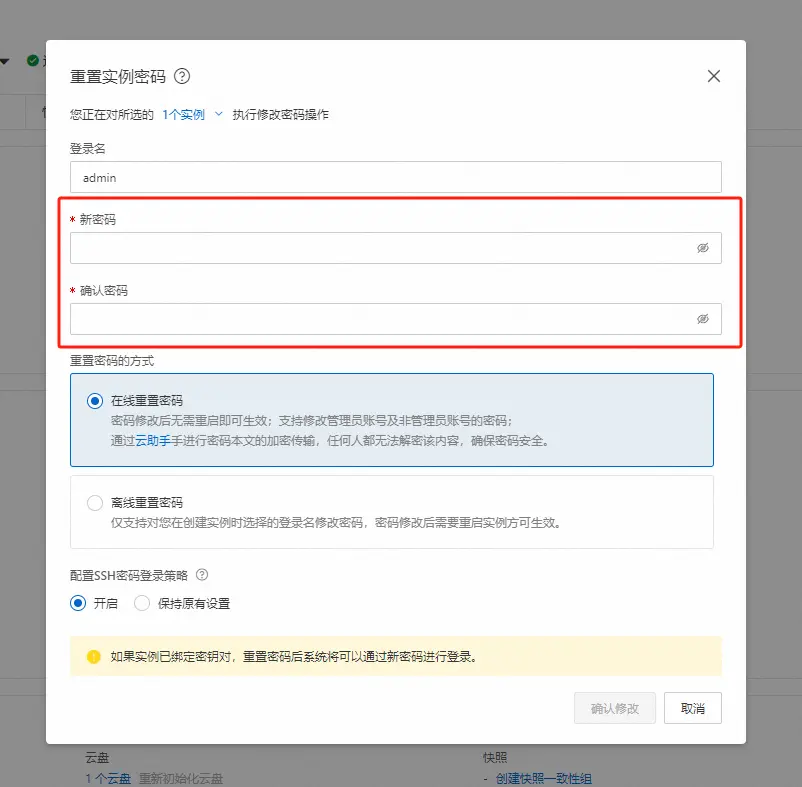 重置实例密码
您正在对所选的 1个实例 执行修改密码操作
登录名
admin
* 新密码
* 确认密码
重置密码的方式
在线重置密码
密码修改后无需重启即可生效；支持修改管理员账号及非管理员账号的密码；
通过云助手手进行密码本文的加密传输，任何人都无法解密该内容，确保密码安全。
离线重置密码
仅支持对您在创建实例时选择的登录名修改密码，密码修改后需要重启实例方可生效。
配置SSH密码登录策略
开启 保持原有设置
如果实例已绑定密钥对，重置密码后系统将可以通过新密码进行登录。
确认修改 取消
云盘 快照
1 个云盘 重新初始化云盘 - 创建快照一致性组